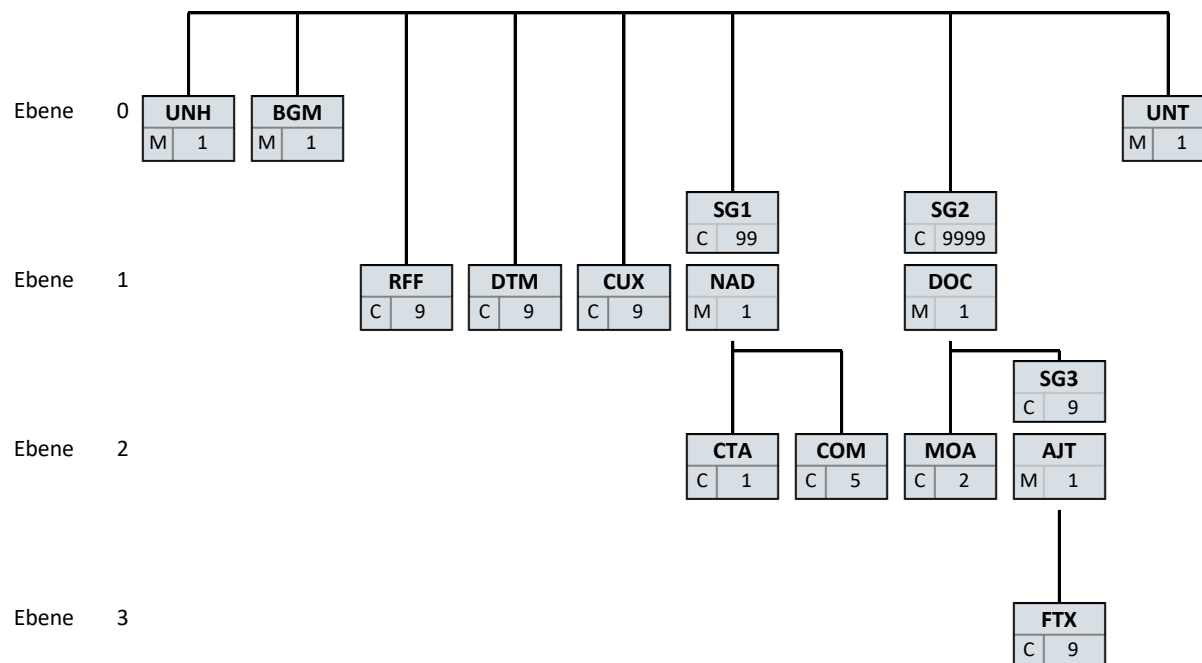 Ebene 0 UNH BGM UNT
M 1 M 1 M 1
SG1 SG2
C 99 C 9999
Ebene 1 RFF DTM CUX NAD DOC
C 9 C 9 C 9 M 1 M 1
SG3
C 9
Ebene 2 CTA COM MOA AJT
C 1 C 5 C 2 M 1
Ebene 3 FTX
C 9